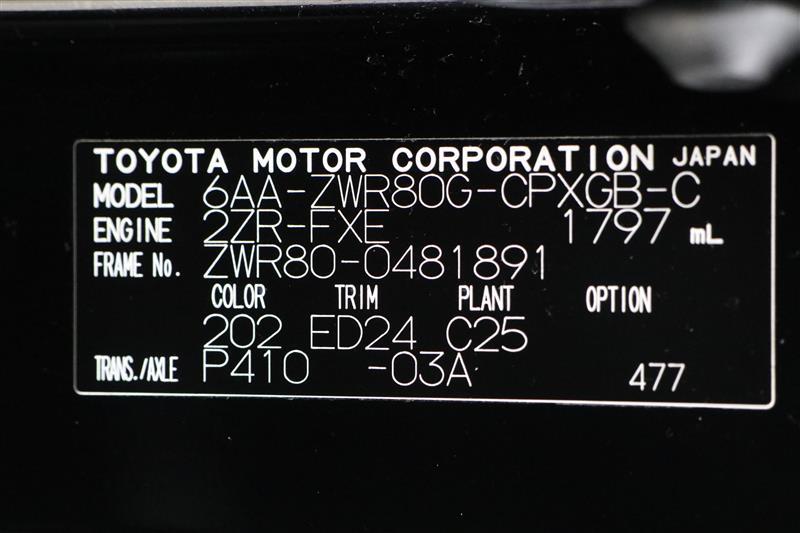 TOYOTA MOTOR CORPORATION JAPAN
MODEL 6AA-ZWR80G-CPXGB-C
ENGINE 2ZR-FXE 1797 mL
FRAME No. ZWR80-0481891
COLOR TRIM PLANT OPTION
202 ED24 C25
TRANS./AXLE P410 -03A 477